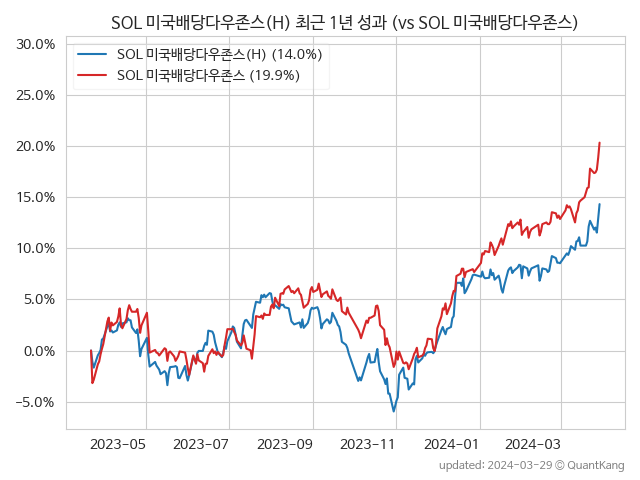 SOL 미국배당다우존스(H) 최근 1년 성과 (vs SOL 미국배당다우존스)
30.0%
SOL 미국배당다우존스(H) (14.0%)
SOL 미국배당다우존스 (19.9%)
25.0%
20.0%
15.0%
10.0%
5.0%
0.0%
−5.0%
2023-05 2023-07 2023-09 2023-11 2024-01 2024-03
updated: 2024-03-29 © QuantKang